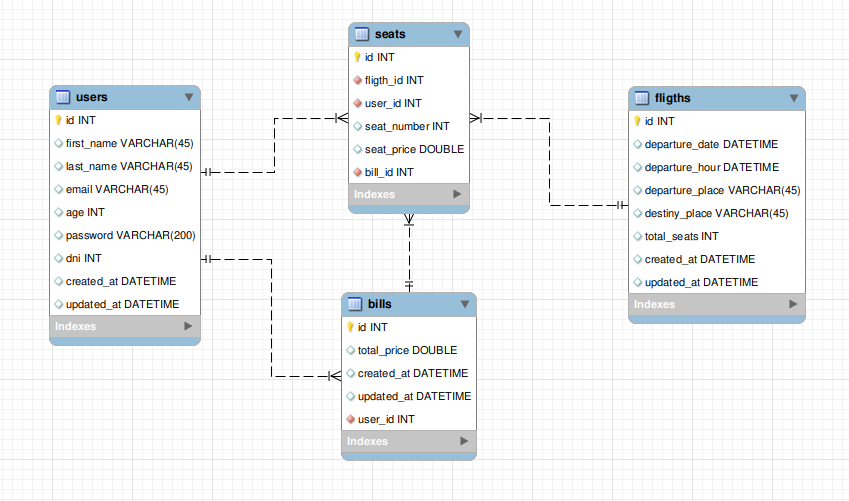 seats
id INT
fligth_id INT
user_id INT
seat_number INT
seat_price DOUBLE
bill_id INT
Indexes
users
id INT
first_name VARCHAR(45)
last_name VARCHAR(45)
email VARCHAR(45)
age INT
password VARCHAR(200)
dni INT
created_at DATETIME
updated_at DATETIME
Indexes
fligths
id INT
departure_date DATETIME
departure_hour DATETIME
departure_place VARCHAR(45)
destiny_place VARCHAR(45)
total_seats INT
created_at DATETIME
updated_at DATETIME
Indexes
bills
id INT
total_price DOUBLE
created_at DATETIME
updated_at DATETIME
user_id INT
Indexes